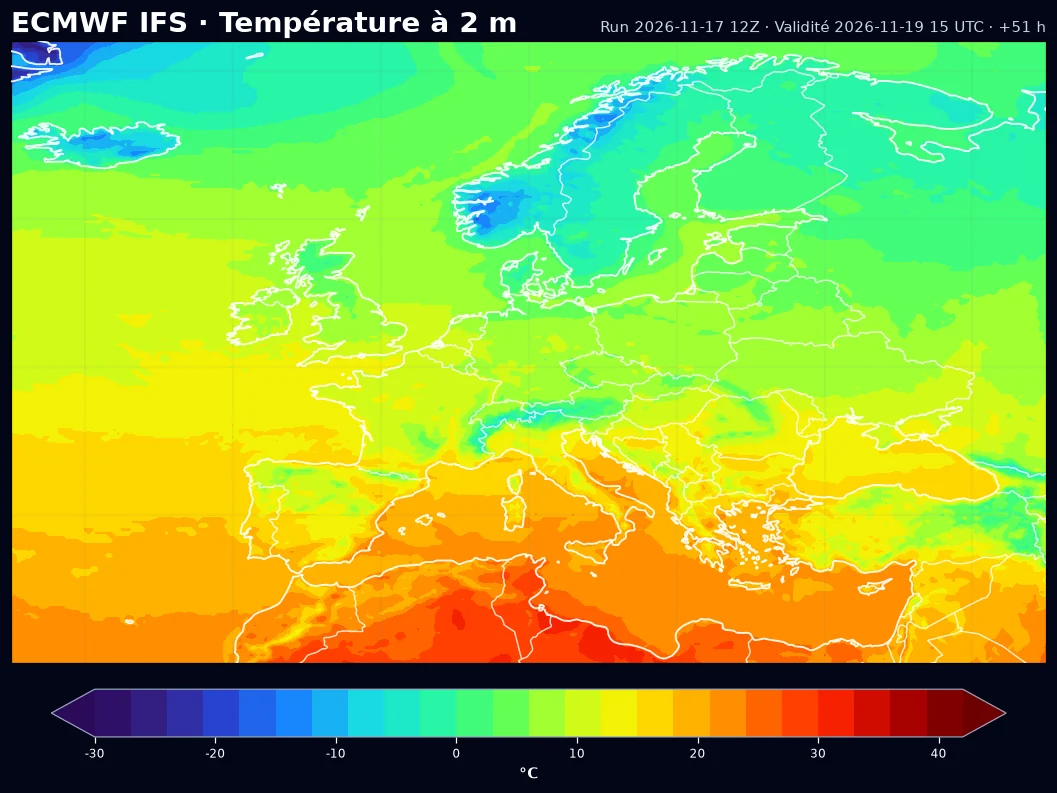 ECMWF IFS · Température à 2 m
Run 2026-11-17 12Z · Validité 2026-11-19 15 UTC · +51 h
-30 -20 -10 0 10 20 30 40
°C